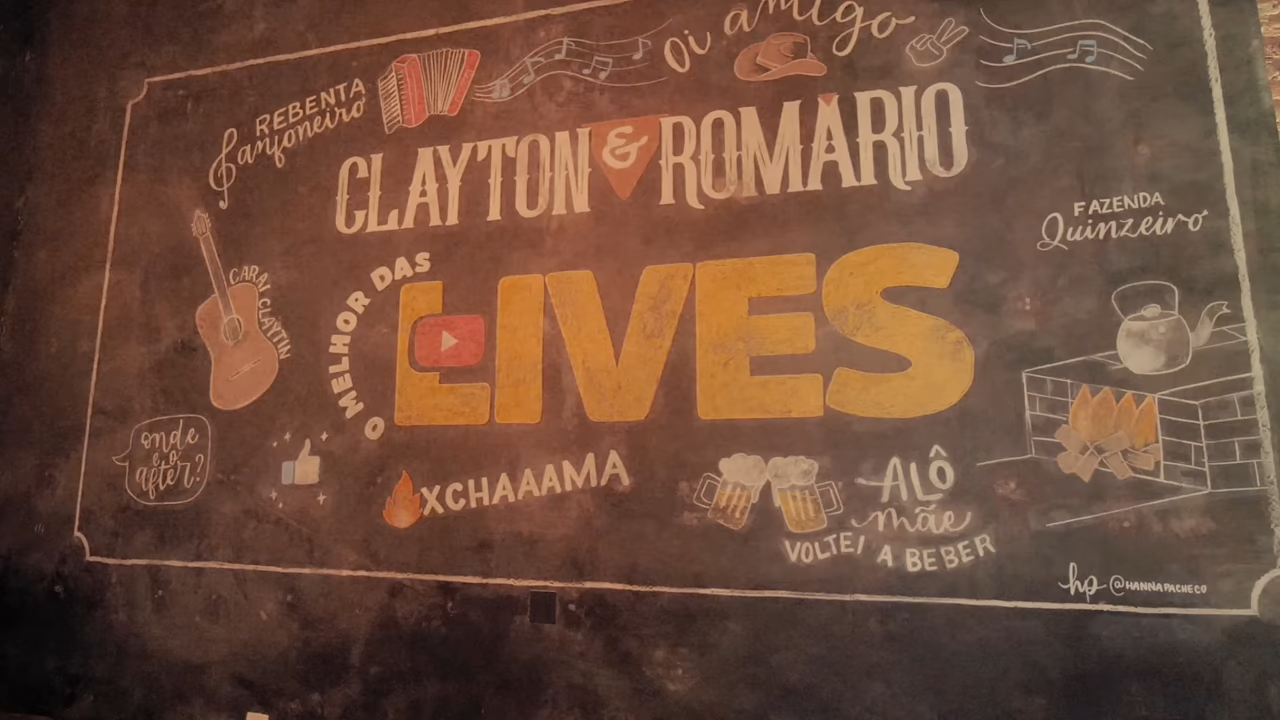 Oi amigo
REBENTA
Sanfoneiro
CLAYTON & ROMÁRIO
FAZENDA
Quinzeiro
CARAI CLAYTIN
O MELHOR DAS
LIVES
onde
é o
after?
XCHAAAMA
ALÔ
mãe
VOLTEI A BEBER
hp @HANNAPACHECO